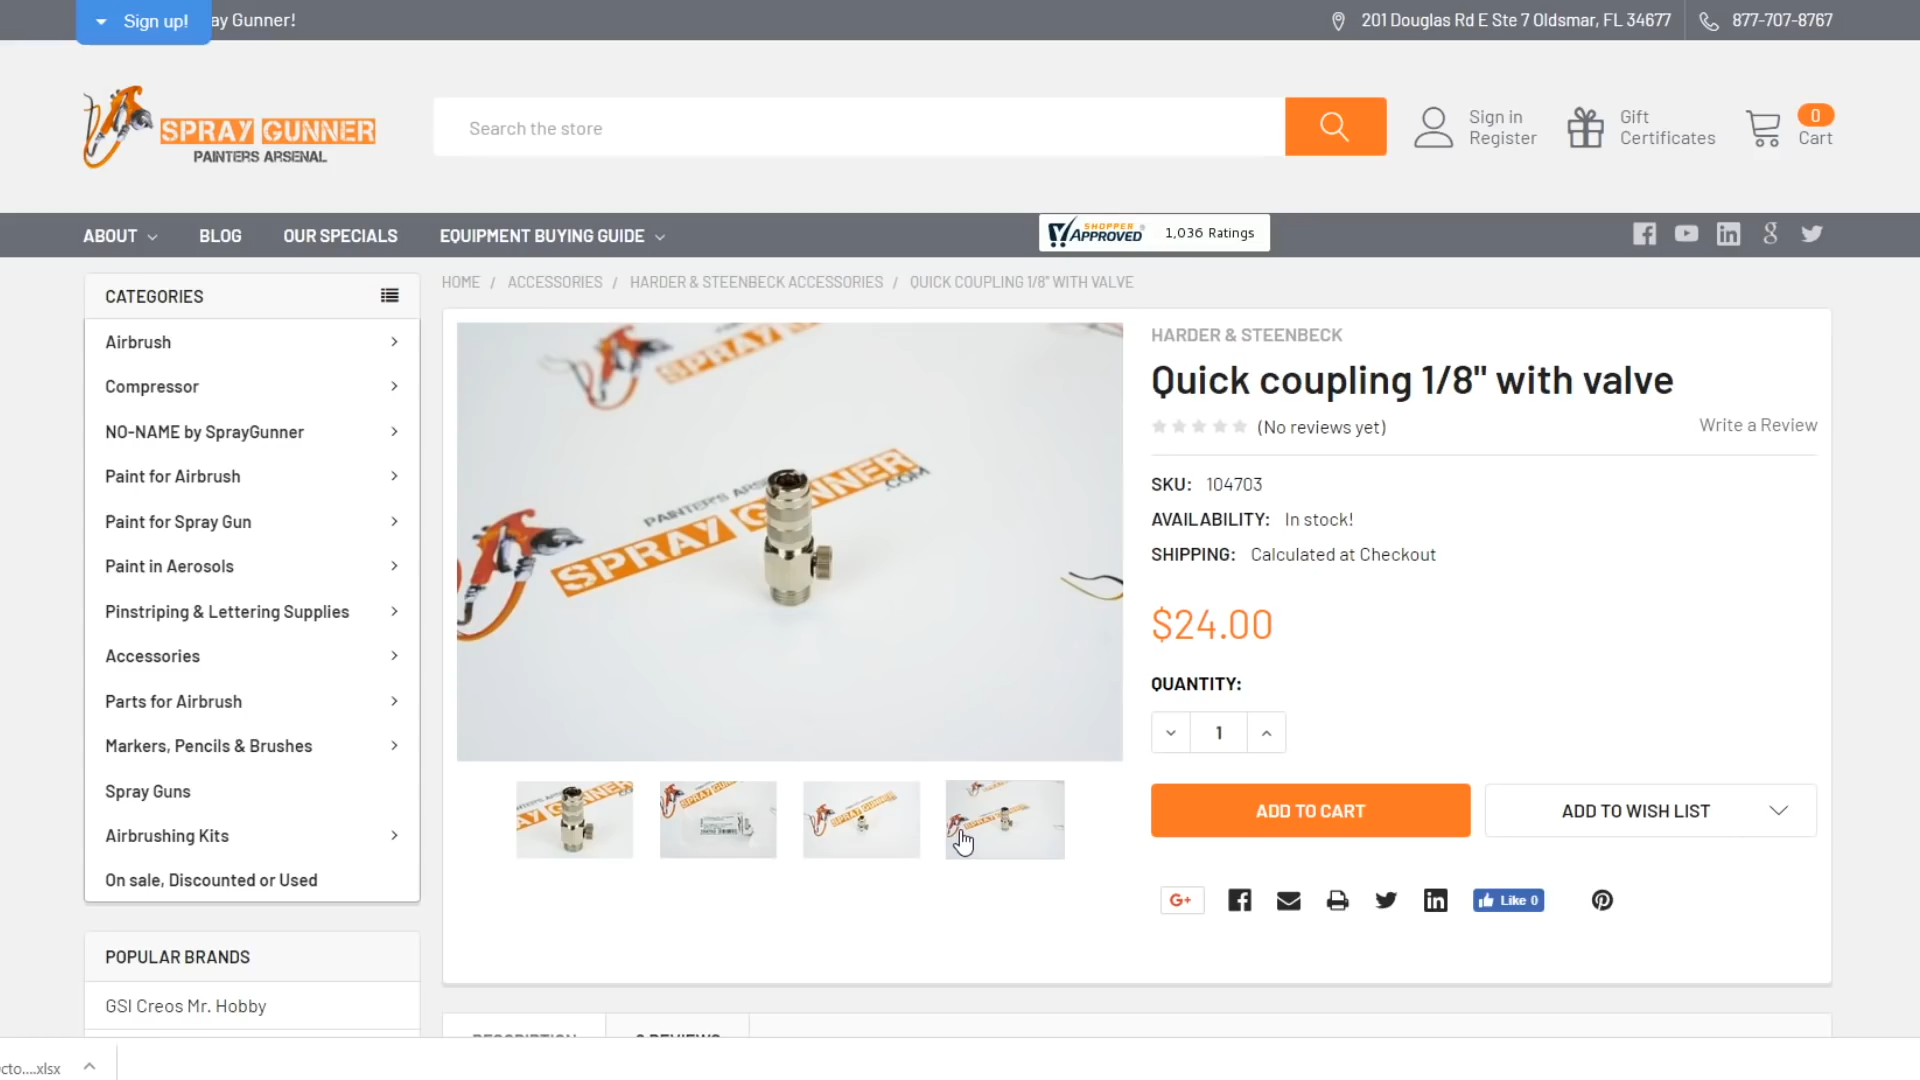 Sign up!
ay Gunner!
201 Douglas Rd E Ste 7 Oldsmar, FL 34677
877-707-8767
SPRAY GUNNER
PAINTERS ARSENAL
Search the store
Sign in
Register
Gift
Certificates
0
Cart
ABOUT
BLOG
OUR SPECIALS
EQUIPMENT BUYING GUIDE
SHOPPER
APPROVED
1,036 Ratings
CATEGORIES
Airbrush
Compressor
NO-NAME by SprayGunner
Paint for Airbrush
Paint for Spray Gun
Paint in Aerosols
Pinstriping & Lettering Supplies
Accessories
Parts for Airbrush
Markers, Pencils & Brushes
Spray Guns
Airbrushing Kits
On sale, Discounted or Used
POPULAR BRANDS
GSI Creos Mr. Hobby
HOME / ACCESSORIES / HARDER & STEENBECK ACCESSORIES / QUICK COUPLING 1/8" WITH VALVE
HARDER & STEENBECK
Quick coupling 1/8" with valve
(No reviews yet)
Write a Review
SKU: 104703
AVAILABILITY: In stock!
SHIPPING: Calculated at Checkout
$24.00
QUANTITY:
1
ADD TO CART
ADD TO WISH LIST
G+
Like 0
DESCRIPTION
0 REVIEWS
cto....xlsx